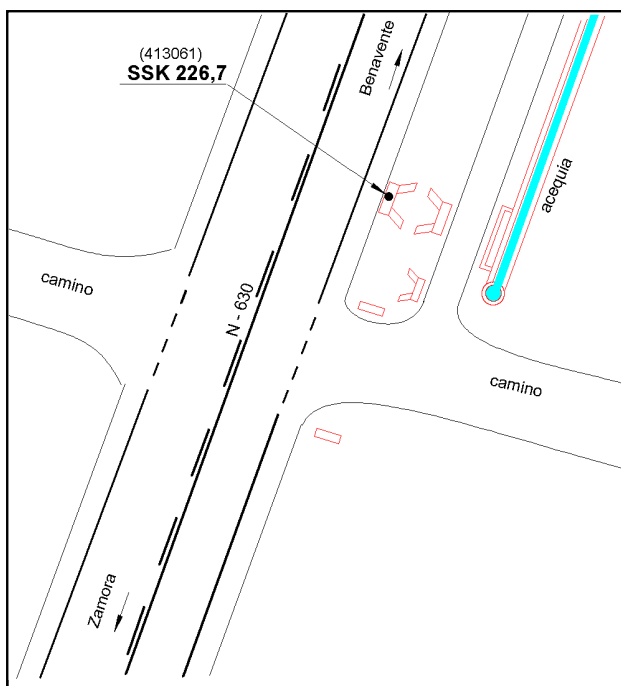 (413061)
SSK 226,7
Benavente
acequia
camino
N - 630
camino
Zamora